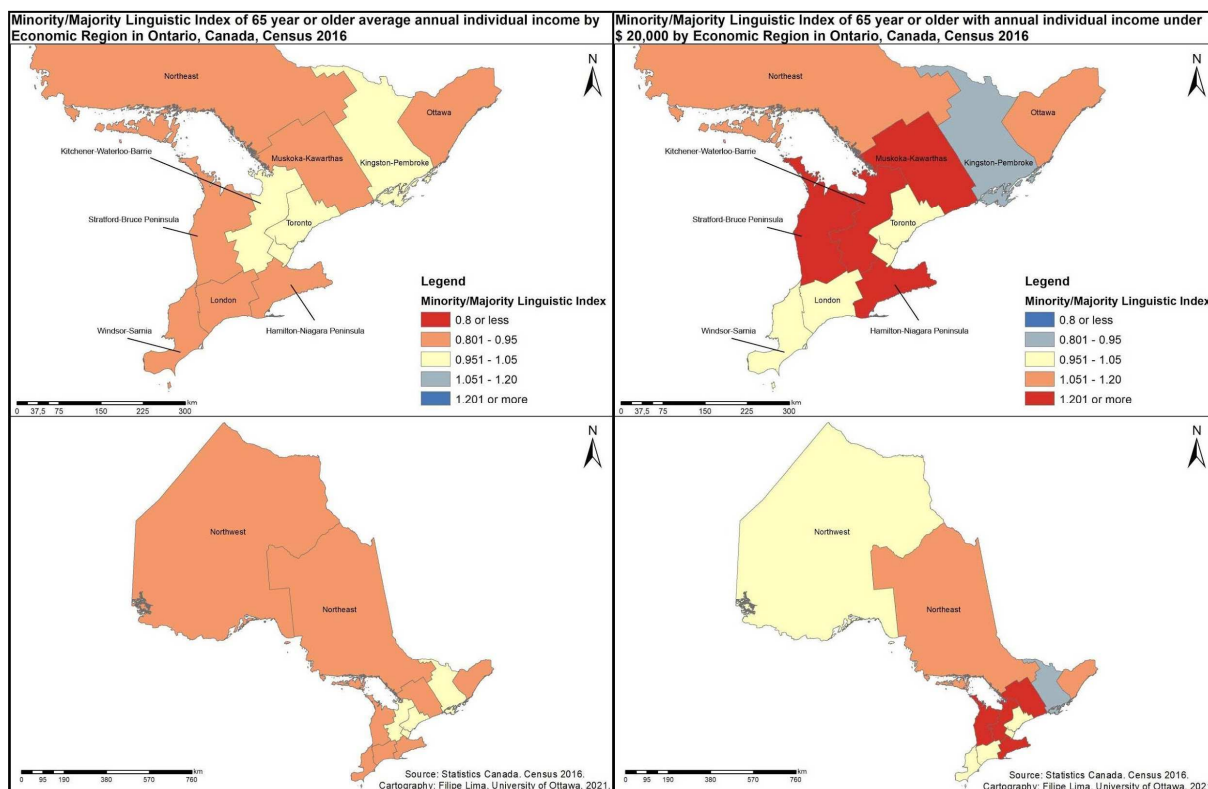 Minority/Majority Linguistic Index of 65 year or older average annual individual income by
Economic Region in Ontario, Canada, Census 2016
N
Northeast
Ottawa
Kitchener-Waterloo-Barrie
Muskoka-Kawarthas
Kingston-Pembroke
Stratford-Bruce Peninsula
Toronto
London
Windsor-Sarnia
Hamilton-Niagara Peninsula
Legend
Minority/Majority Linguistic Index
0.8 or less
0.801 - 0.95
0.951 - 1.05
1.051 - 1.20
1.201 or more
0 37,5 75 150 225 300 km
Minority/Majority Linguistic Index of 65 year or older with annual individual income under
$ 20,000 by Economic Region in Ontario, Canada, Census 2016
N
Northeast
Ottawa
Kitchener-Waterloo-Barrie
Muskoka-Kawarthas
Kingston-Pembroke
Stratford-Bruce Peninsula
Toronto
London
Windsor-Sarnia
Hamilton-Niagara Peninsula
Legend
Minority/Majority Linguistic Index
0.8 or less
0.801 - 0.95
0.951 - 1.05
1.051 - 1.20
1.201 or more
0 37,5 75 150 225 300 km
N
Northwest
Northeast
0 95 190 380 570 760 km
Source: Statistics Canada. Census 2016.
Cartography: Filipe Lima. University of Ottawa. 2021.
N
Northwest
Northeast
0 95 190 380 570 760 km
Source: Statistics Canada. Census 2016.
Cartography: Filipe Lima. University of Ottawa. 202